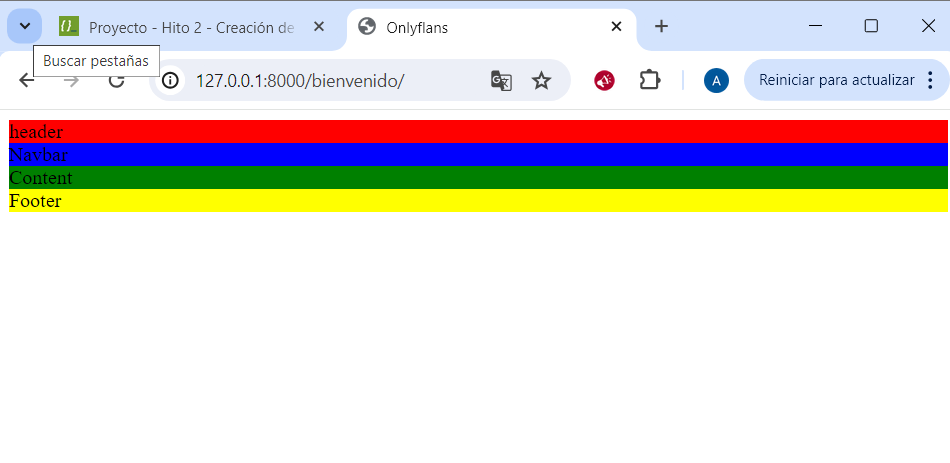 Proyecto - Hito 2 - Creación de
Onlyflans
Buscar pestañas
127.0.0.1:8000/bienvenido/
A
Reiniciar para actualizar
header
Navbar
Content
Footer